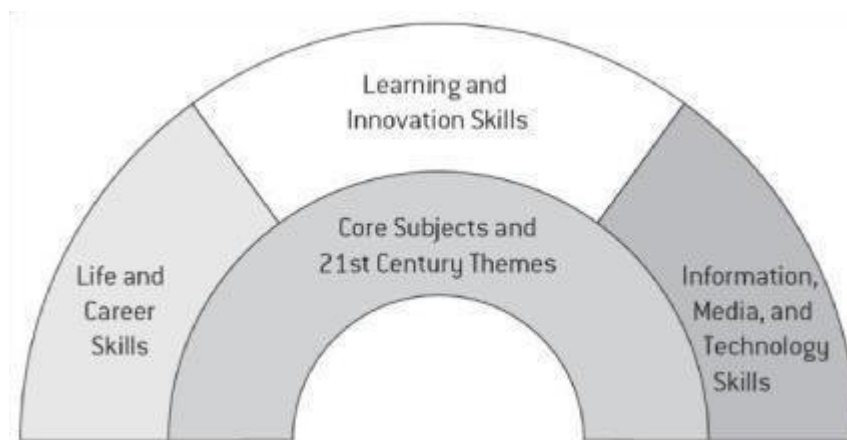 Learning and
Innovation Skills
Core Subjects and
21st Century Themes
Life and
Career
Skills
Information,
Media, and
Technology
Skills